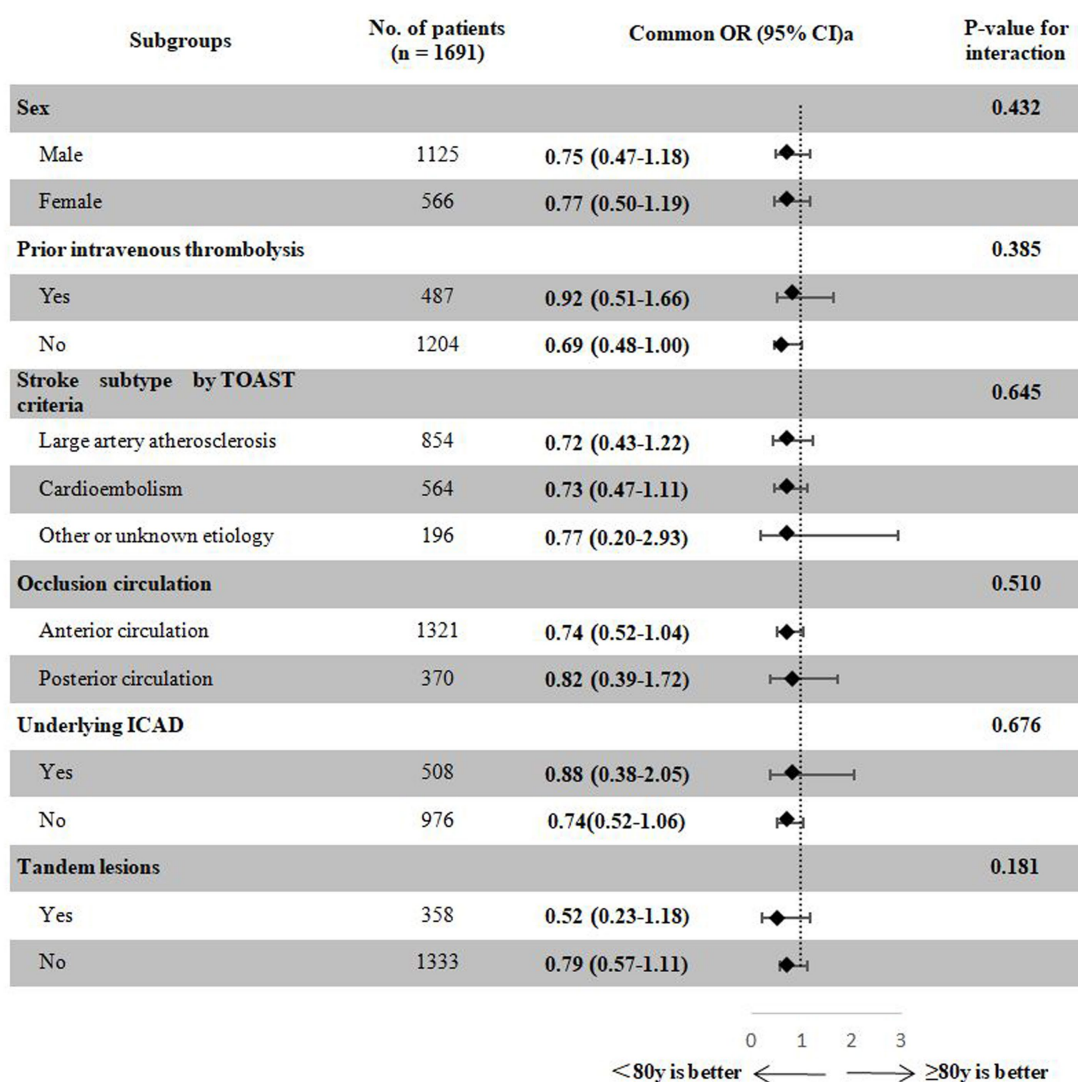 Subgroups No. of patients (n = 1691) Common OR (95% CI)a P-value for interaction
Sex 0.432
Male 1125 0.75 (0.47-1.18)
Female 566 0.77 (0.50-1.19)
Prior intravenous thrombolysis 0.385
Yes 487 0.92 (0.51-1.66)
No 1204 0.69 (0.48-1.00)
Stroke subtype by TOAST criteria 0.645
Large artery atherosclerosis 854 0.72 (0.43-1.22)
Cardioembolism 564 0.73 (0.47-1.11)
Other or unknown etiology 196 0.77 (0.20-2.93)
Occlusion circulation 0.510
Anterior circulation 1321 0.74 (0.52-1.04)
Posterior circulation 370 0.82 (0.39-1.72)
Underlying ICAD 0.676
Yes 508 0.88 (0.38-2.05)
No 976 0.74(0.52-1.06)
Tandem lesions 0.181
Yes 358 0.52 (0.23-1.18)
No 1333 0.79 (0.57-1.11)
0 1 2 3
<80y is better ≥80y is better